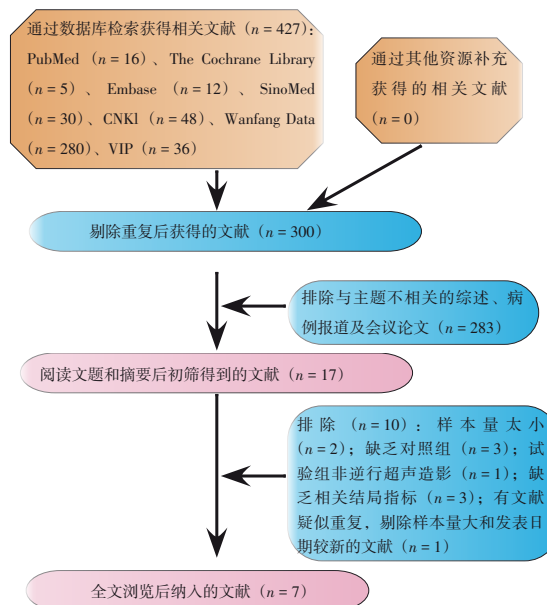 通过数据库检索获得相关文献（n = 427）：
PubMed（n = 16）、The Cochrane Library
（n = 5）、Embase（n = 12）、SinoMed
（n = 30）、CNKl（n = 48）、Wanfang Data
（n = 280）、VIP（n = 36）
通过其他资源补充
获得的相关文献
（n = 0）
剔除重复后获得的文献（n = 300）
排除与主题不相关的综述、病
例报道及会议论文（n = 283）
阅读文题和摘要后初筛得到的文献（n = 17）
排除（n = 10）：样本量太小
（n = 2）；缺乏对照组（n = 3）；试
验组非逆行超声造影（n = 1）；缺
乏相关结局指标（n = 3）；有文献
疑似重复，剔除样本量大和发表日
期较新的文献（n = 1）
全文浏览后纳入的文献（n = 7）